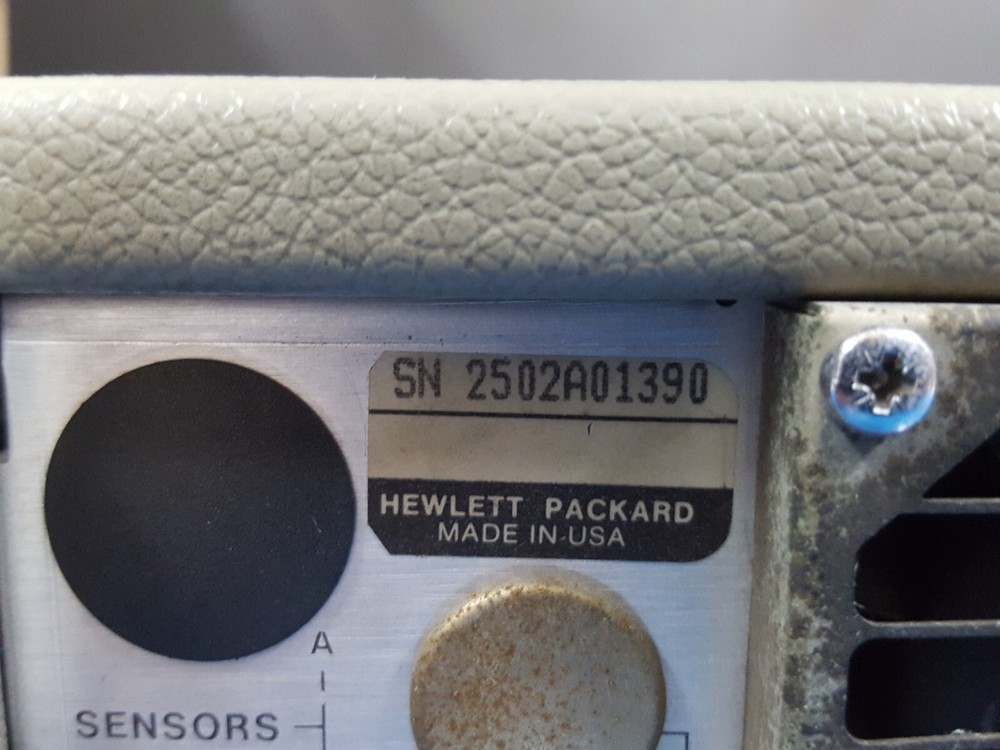 SN 2502A01390
HEWLETT PACKARD
MADE IN USA
A
SENSORS